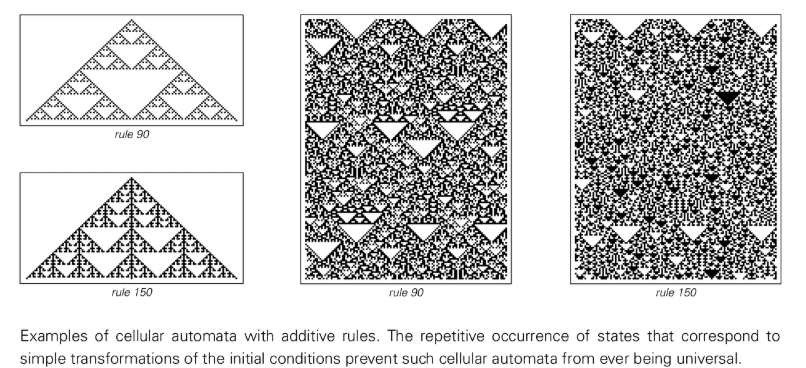 rule 90
rule 150
rule 90
rule 150
Examples of cellular automata with additive rules. The repetitive occurrence of states that correspond to
simple transformations of the initial conditions prevent such cellular automata from ever being universal.